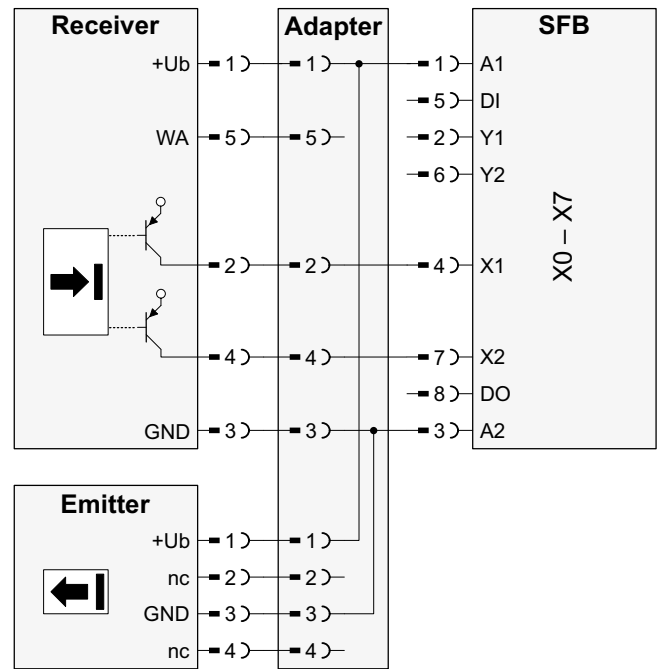 Receiver Adapter SFB
+Ub 1 1 1 A1
5 DI
WA 5 5 2 Y1
6 Y2
X0 – X7
2 2 4 X1
4 4 7 X2
8 DO
GND 3 3 3 A2
Emitter
+Ub 1 1
nc 2 2
GND 3 3
nc 4 4